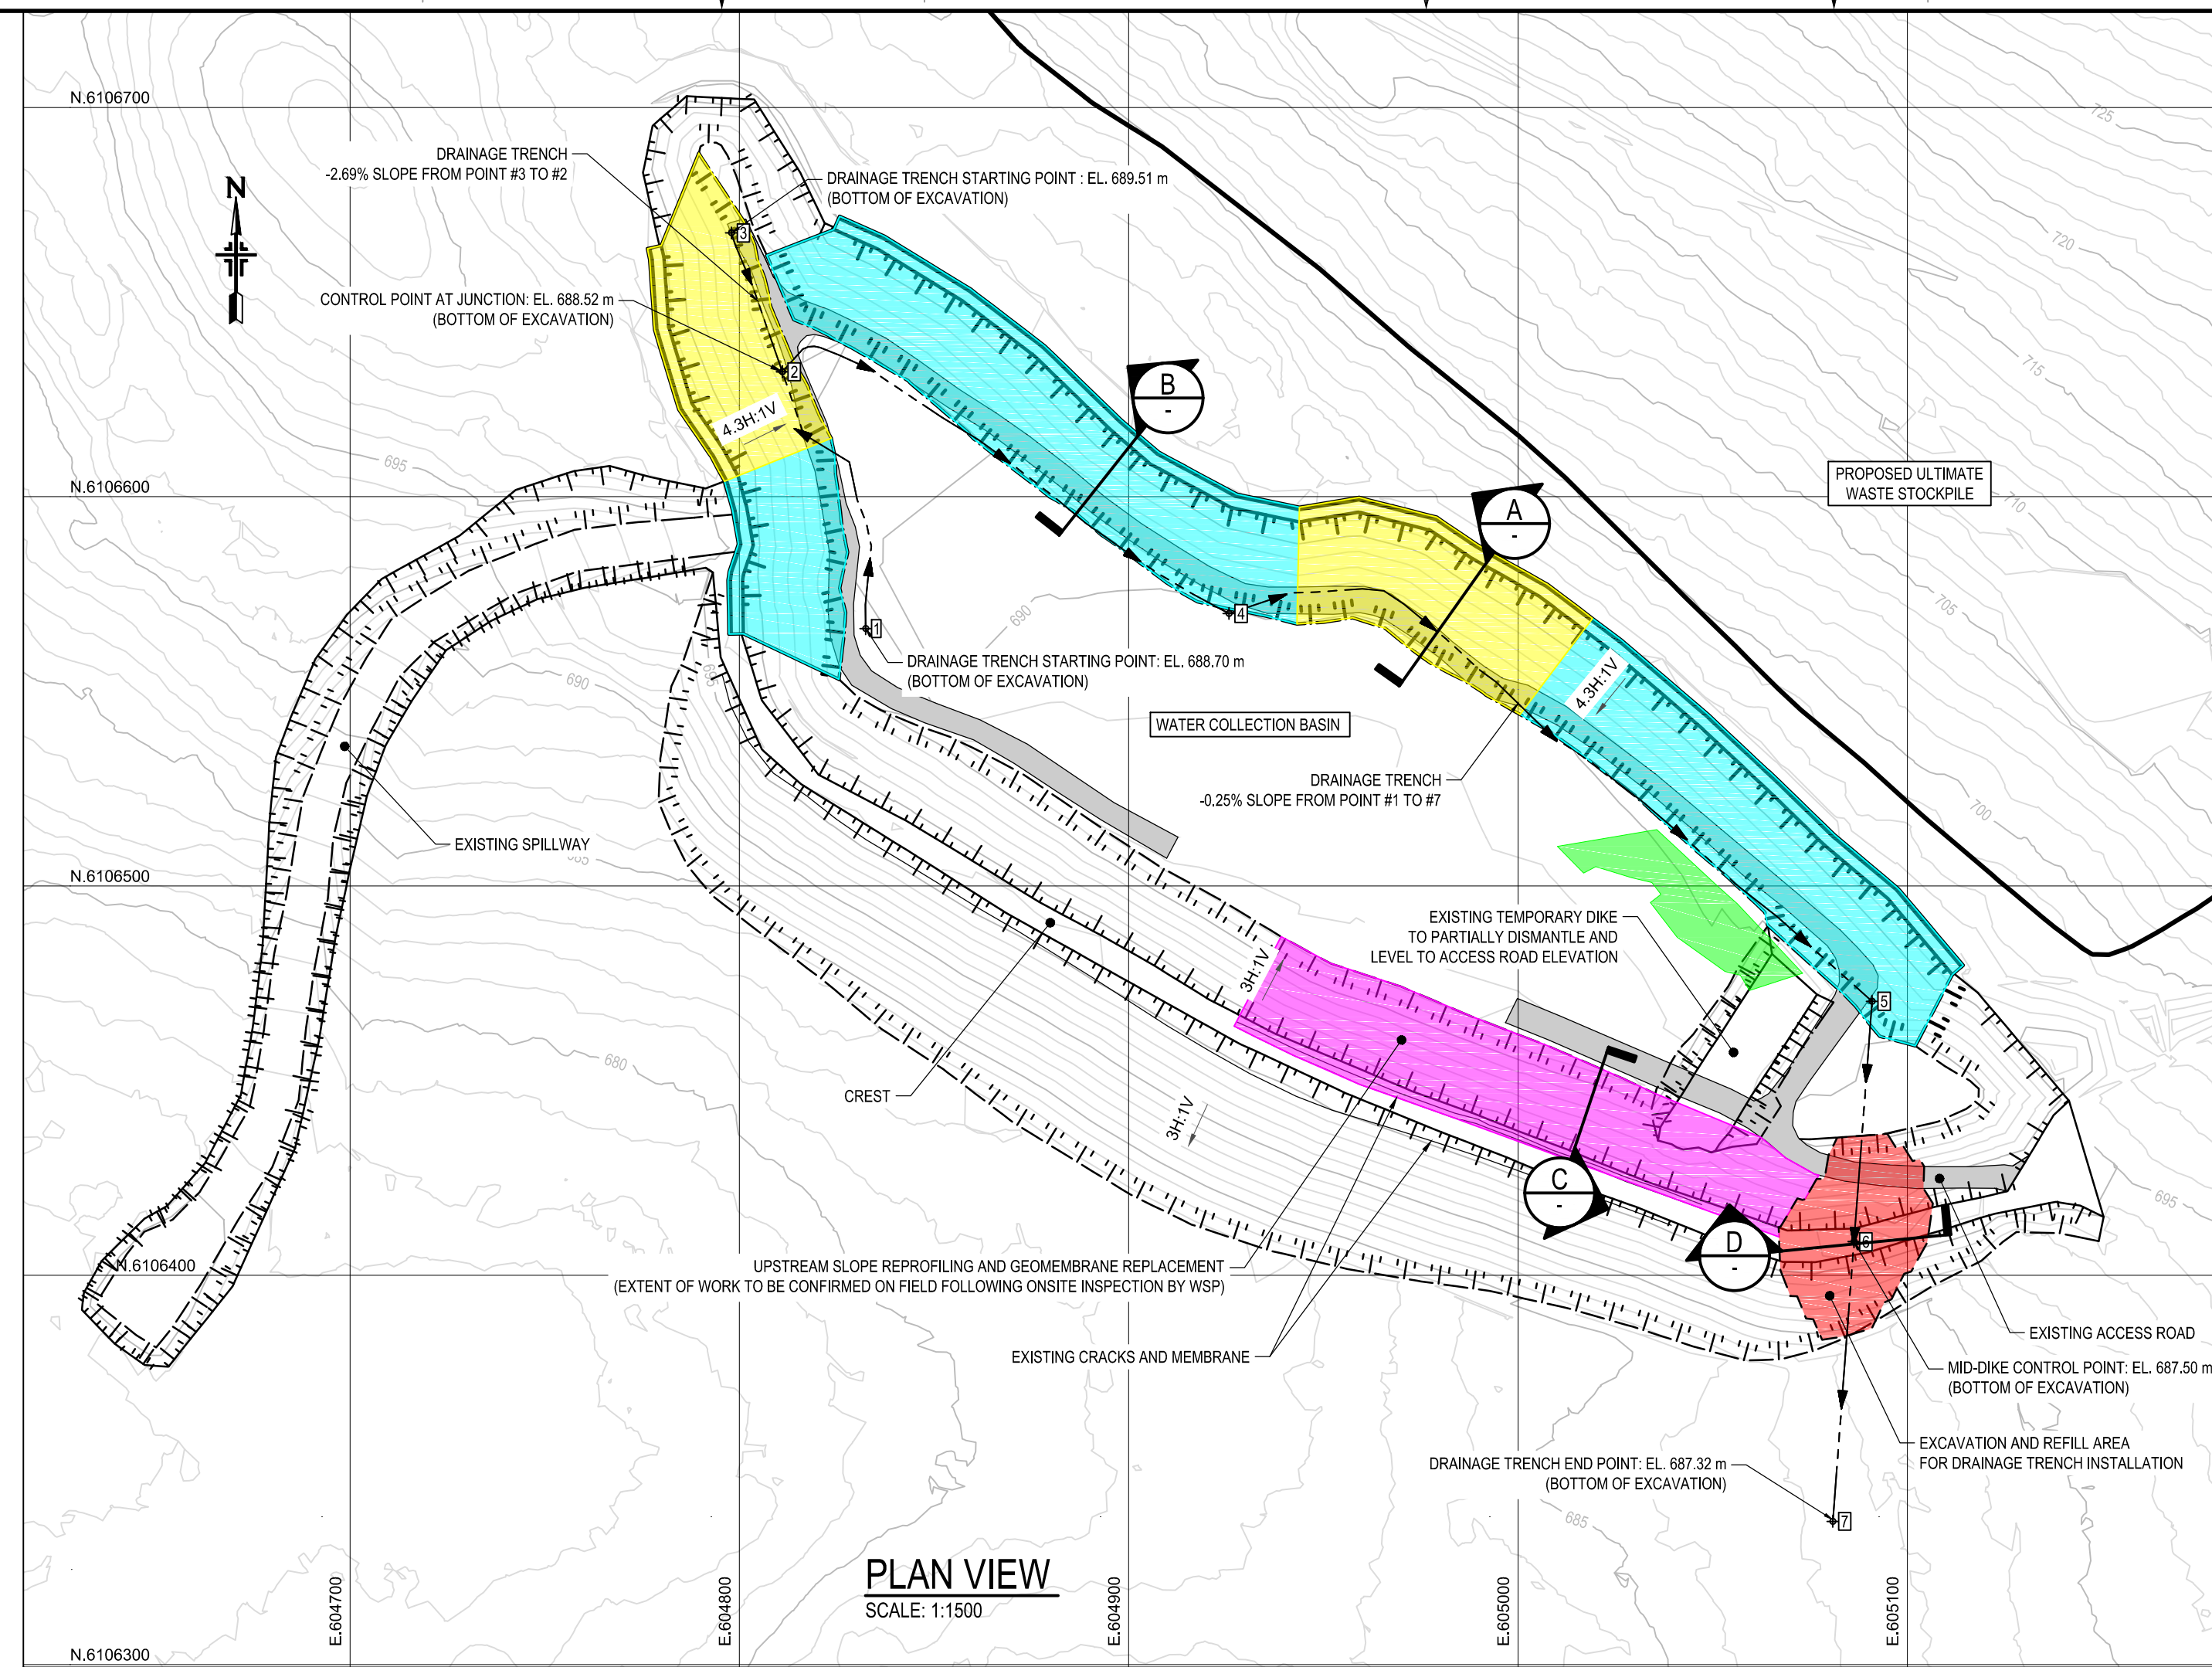 N.6106700
DRAINAGE TRENCH
-2.69% SLOPE FROM POINT #3 TO #2
DRAINAGE TRENCH STARTING POINT : EL. 689.51 m
(BOTTOM OF EXCAVATION)
N
3
725
720
CONTROL POINT AT JUNCTION: EL. 688.52 m
(BOTTOM OF EXCAVATION)
2
B
-
715
4.3H:1V
695
N.6106600
A
-
PROPOSED ULTIMATE
WASTE STOCKPILE
710
705
690
4
1
DRAINAGE TRENCH STARTING POINT: EL. 688.70 m
(BOTTOM OF EXCAVATION)
690
695
4.3H:1V
WATER COLLECTION BASIN
DRAINAGE TRENCH
-0.25% SLOPE FROM POINT #1 TO #7
700
EXISTING SPILLWAY
685
N.6106500
EXISTING TEMPORARY DIKE
TO PARTIALLY DISMANTLE AND
LEVEL TO ACCESS ROAD ELEVATION
3H:1V
5
680
CREST
3H:1V
C
-
695
D
-
6
N.6106400
UPSTREAM SLOPE REPROFILING AND GEOMEMBRANE REPLACEMENT
(EXTENT OF WORK TO BE CONFIRMED ON FIELD FOLLOWING ONSITE INSPECTION BY WSP)
EXISTING CRACKS AND MEMBRANE
EXISTING ACCESS ROAD
MID-DIKE CONTROL POINT: EL. 687.50 m
(BOTTOM OF EXCAVATION)
EXCAVATION AND REFILL AREA
FOR DRAINAGE TRENCH INSTALLATION
DRAINAGE TRENCH END POINT: EL. 687.32 m
(BOTTOM OF EXCAVATION)
685
7
PLAN VIEW
SCALE: 1:1500
E.604700
E.604800
E.604900
E.605000
E.605100
N.6106300